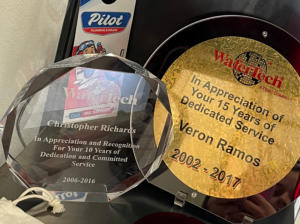 Pilot
WaterTech
Christopher Richards
In Appreciation and Recognition
For Your 10 Years of
Dedication and Committed
Service
2006-2016
WaterTech
In Appreciation of
Your 15 Years of
Dedicated Service
Veron Ramos
2002 - 2017